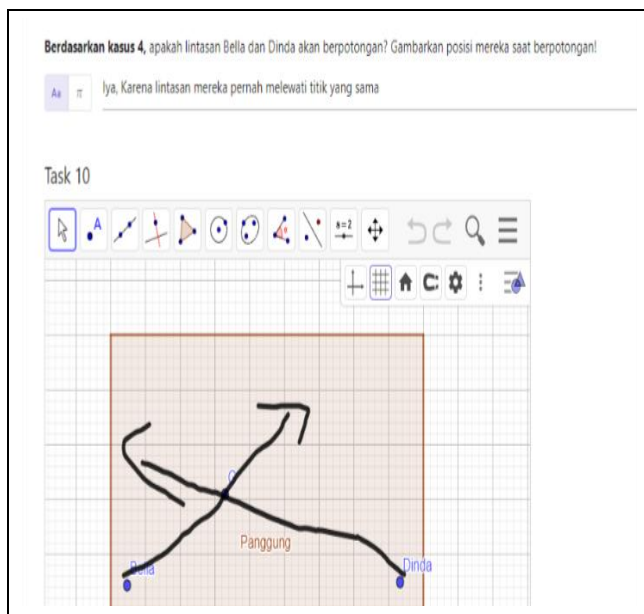 Berdasarkan kasus 4, apakah lintasan Bella dan Dinda akan berpotongan? Gambarkan posisi mereka saat berpotongan!
Aa π Iya, Karena lintasan mereka pernah melewati titik yang sama
Task 10
A
a=2
C
Panggung
Bella
Dinda